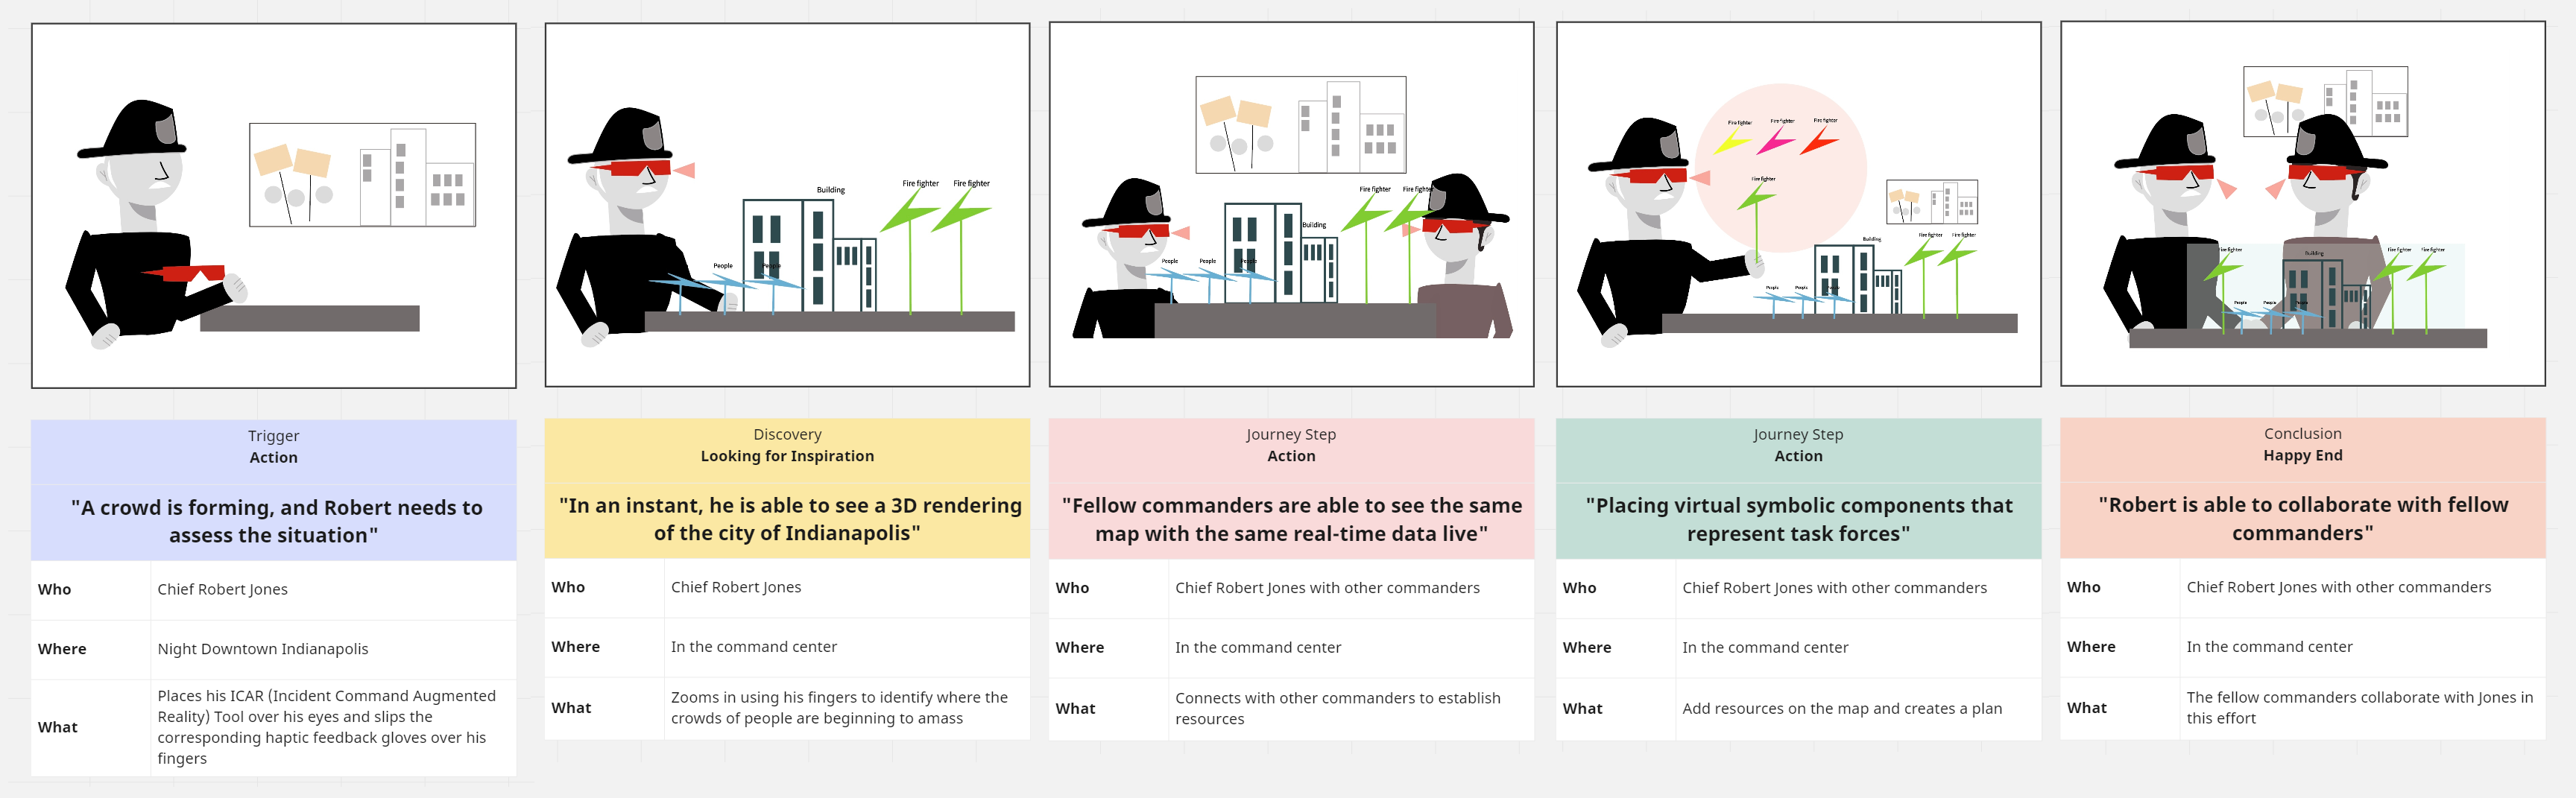 Building
Fire fighter
Fire fighter
People
People
Fire fighter
Fire fighter
Building
People
People
People
Fire fighter
Fire fighter
Fire fighter
Fire fighter
Fire fighter
Fire fighter
Building
People
People
People
Fire fighter
Fire fighter
Fire fighter
Building
People
People
People
Trigger
Action
"A crowd is forming, and Robert needs to
assess the situation"
Who
Chief Robert Jones
Where
Night Downtown Indianapolis
What
Places his ICAR (Incident Command Augmented
Reality) Tool over his eyes and slips the
corresponding haptic feedback gloves over his
fingers
Discovery
Looking for Inspiration
"In an instant, he is able to see a 3D rendering
of the city of Indianapolis"
Who
Chief Robert Jones
Where
In the command center
What
Zooms in using his fingers to identify where the
crowds of people are beginning to amass
Journey Step
Action
"Fellow commanders are able to see the same
map with the same real-time data live"
Who
Chief Robert Jones with other commanders
Where
In the command center
What
Connects with other commanders to establish
resources
Journey Step
Action
"Placing virtual symbolic components that
represent task forces"
Who
Chief Robert Jones with other commanders
Where
In the command center
What
Add resources on the map and creates a plan
Conclusion
Happy End
"Robert is able to collaborate with fellow
commanders"
Who
Chief Robert Jones with other commanders
Where
In the command center
What
The fellow commanders collaborate with Jones in
this effort